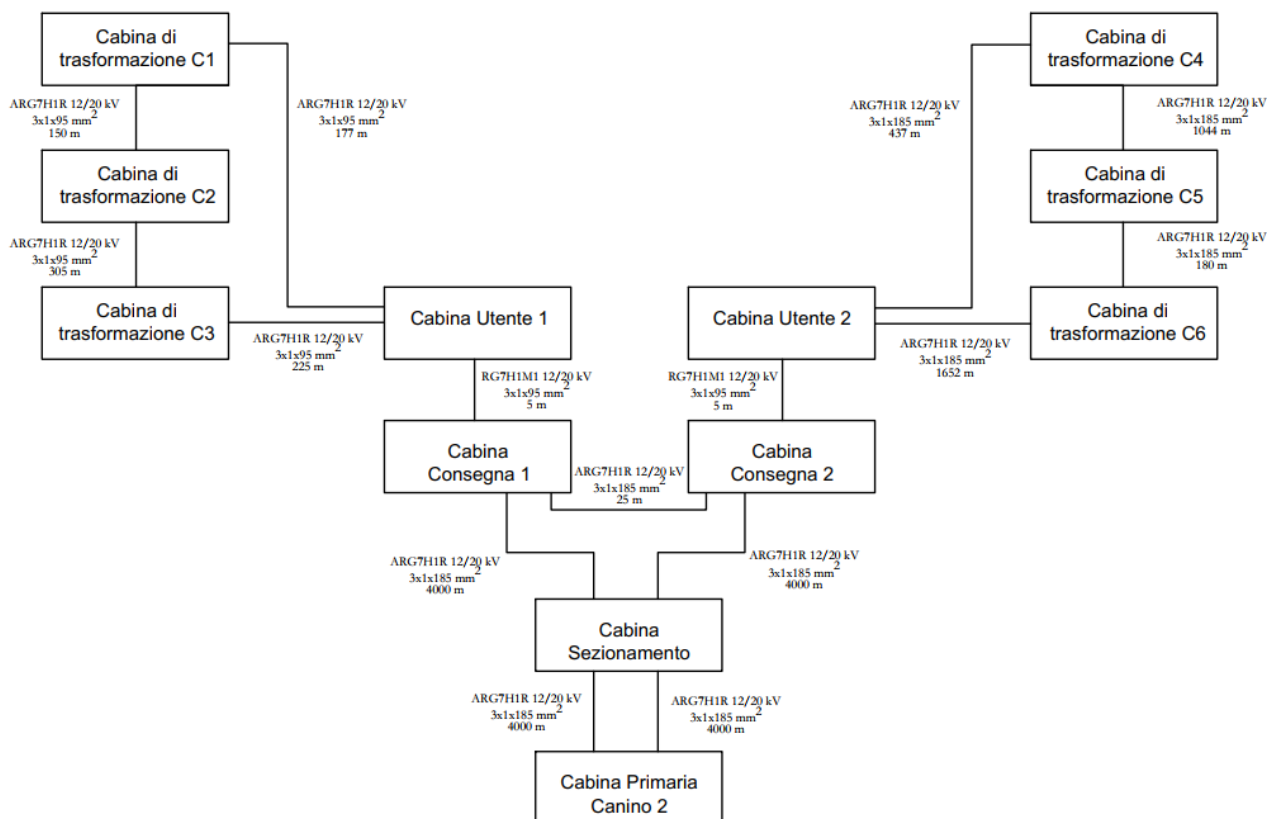 Cabina di
trasformazione C1
Cabina di
trasformazione C4
ARG7H1R 12/20 kV
3x1x95 mm²
150 m
ARG7H1R 12/20 kV
3x1x95 mm²
177 m
ARG7H1R 12/20 kV
3x1x185 mm²
437 m
ARG7H1R 12/20 kV
3x1x185 mm²
1044 m
Cabina di
trasformazione C2
Cabina di
trasformazione C5
ARG7H1R 12/20 kV
3x1x95 mm²
305 m
ARG7H1R 12/20 kV
3x1x185 mm²
180 m
Cabina di
trasformazione C3
Cabina Utente 1
Cabina Utente 2
Cabina di
trasformazione C6
ARG7H1R 12/20 kV
3x1x95 mm²
225 m
ARG7H1R 12/20 kV
3x1x185 mm²
1652 m
RG7H1M1 12/20 kV
3x1x95 mm²
5 m
RG7H1M1 12/20 kV
3x1x95 mm²
5 m
Cabina
Consegna 1
Cabina
Consegna 2
ARG7H1R 12/20 kV
3x1x185 mm²
25 m
ARG7H1R 12/20 kV
3x1x185 mm²
4000 m
ARG7H1R 12/20 kV
3x1x185 mm²
4000 m
Cabina
Sezionamento
ARG7H1R 12/20 kV
3x1x185 mm²
4000 m
ARG7H1R 12/20 kV
3x1x185 mm²
4000 m
Cabina Primaria
Canino 2